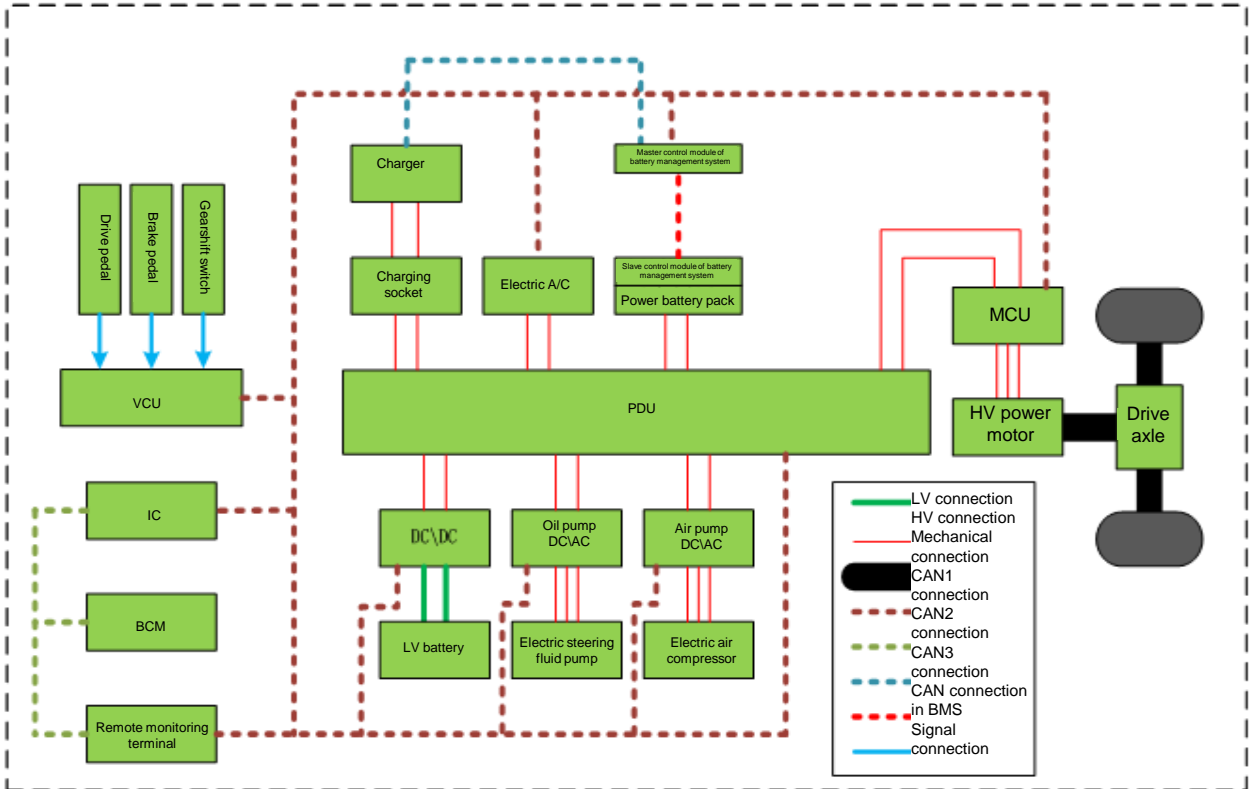 Charger
Master control module of
battery management system
Drive pedal
Brake pedal
Gearshift switch
Charging
socket
Electric A/C
Slave control module of battery
management system
Power battery pack
MCU
VCU
PDU
HV power
motor
Drive
axle
IC
DC\DC
Oil pump
DC\AC
Air pump
DC\AC
BCM
LV battery
Electric steering
fluid pump
Electric air
compressor
Remote monitoring
terminal
LV connection
HV connection
Mechanical
connection
CAN1
connection
CAN2
connection
CAN3
connection
CAN connection
in BMS
Signal
connection